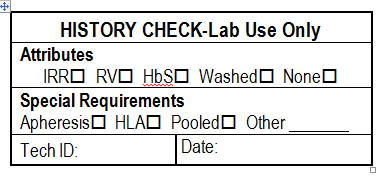 HISTORY CHECK-Lab Use Only
Attributes
IRR☐ RV☐ HbS☐ Washed☐ None☐
Special Requirements
Apheresis☐ HLA☐ Pooled☐ Other _______
Tech ID: Date: